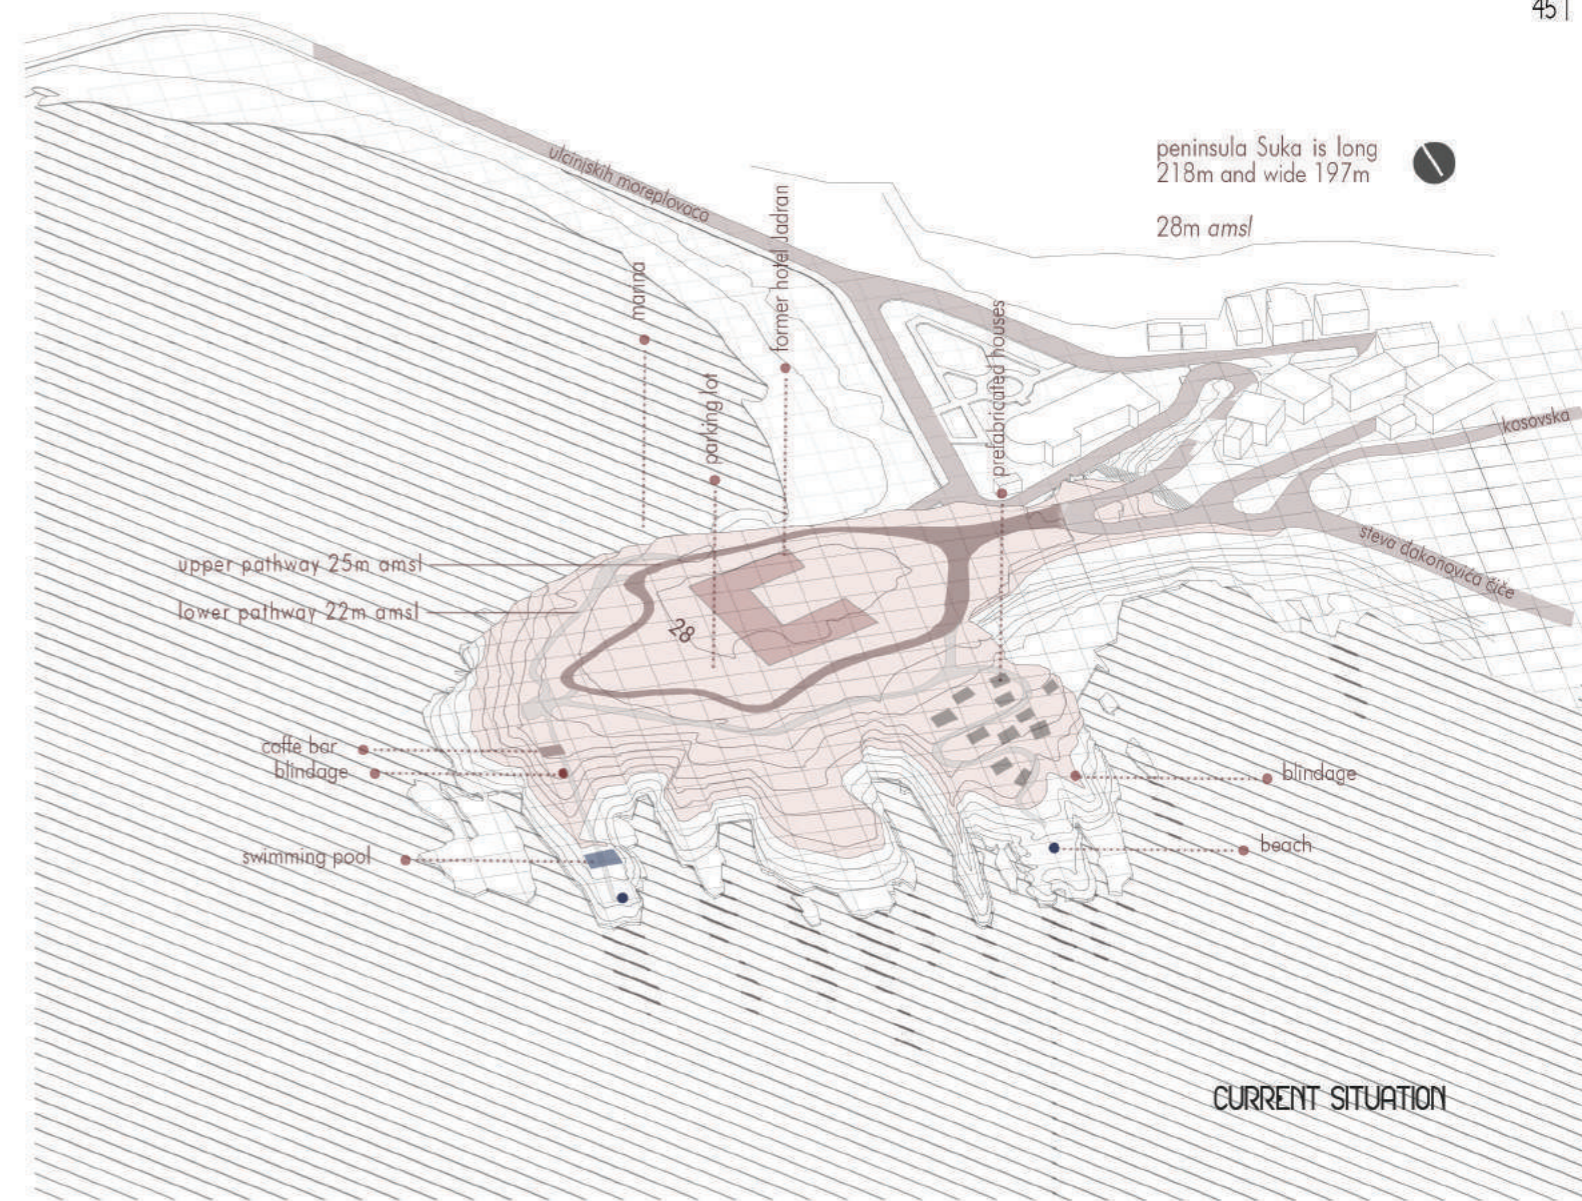 45 |
peninsula Suka is long
218m and wide 197m
28m amsl
ulcinjskih moreplovaca
former hotel Jadran
marina
prefabricated houses
parking lot
kosovska
steva đakonovića čiče
upper pathway 25m amsl
lower pathway 22m amsl
28
coffe bar
blindage
blindage
swimming pool
beach
CURRENT SITUATION